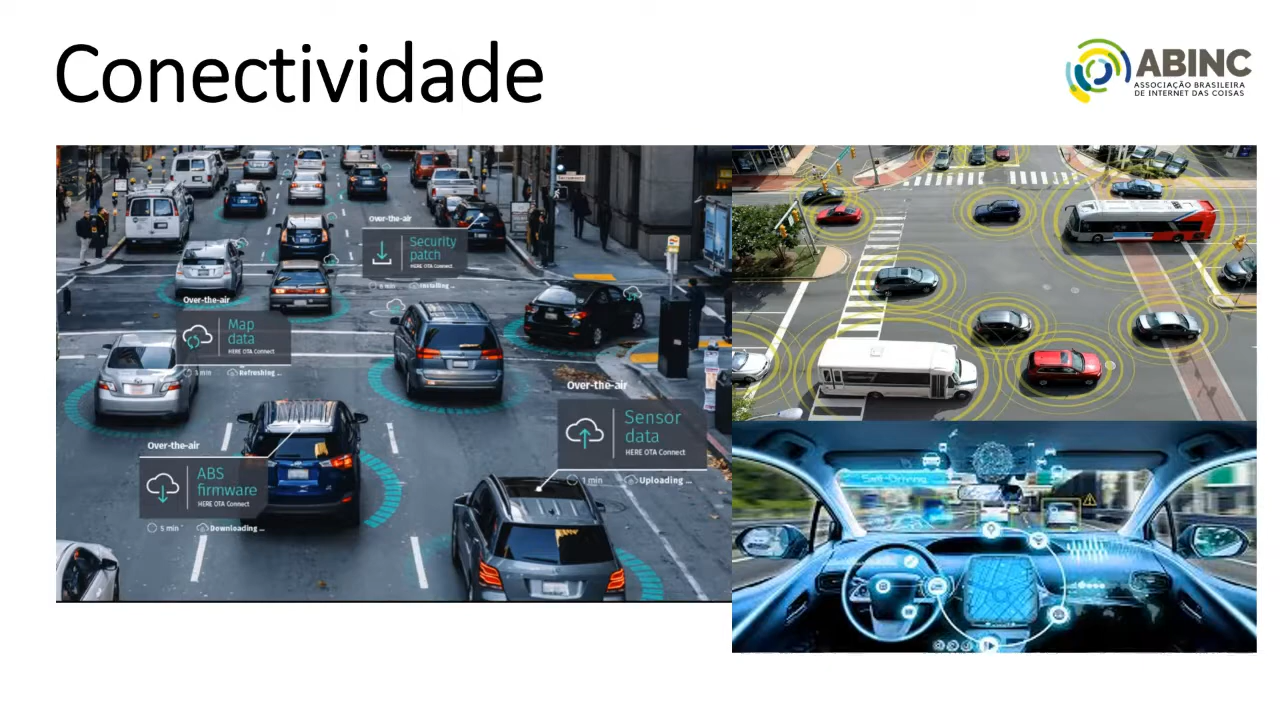 Conectividade
ABINC
ASSOCIAÇÃO BRASILEIRA
DE INTERNET DAS COISAS
Over-the-air
Security
patch
HERE OTA Connect
Installing ...
Over-the-air
Map
data
HERE OTA Connect
Refreshing ...
Over-the-air
Sensor
data
HERE OTA Connect
1 min
Uploading ...
Over-the-air
ABS
firmware
HERE OTA Connect
5 min
Downloading ...
Self-Driving